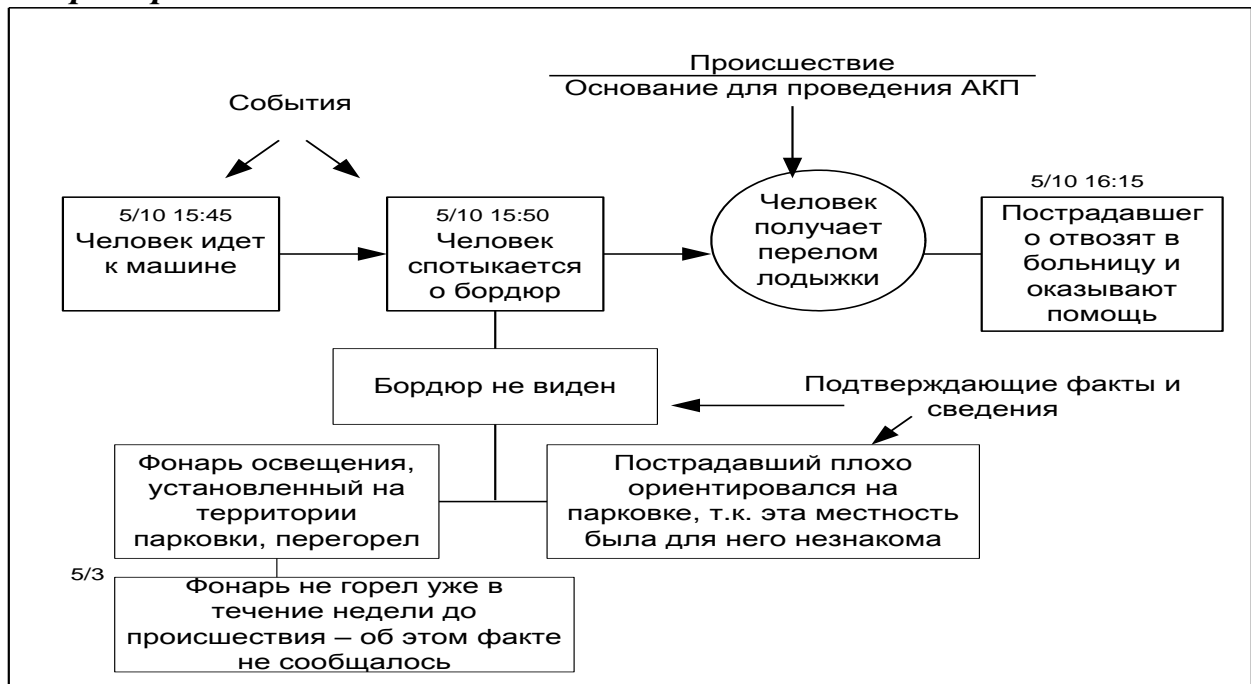 Происшествие
Основание для проведения АКП
События
5/10 15:45
Человек идет
к машине
5/10 15:50
Человек
спотыкается
о бордюр
Человек
получает
перелом
лодыжки
5/10 16:15
Пострадавшег
о отвозят в
больницу и
оказывают
помощь
Бордюр не виден
Подтверждающие факты и
сведения
Фонарь освещения,
установленный на
территории
парковки, перегорел
Пострадавший плохо
ориентировался на
парковке, т.к. эта местность
была для него незнакома
5/3
Фонарь не горел уже в
течение недели до
происшествия – об этом факте
не сообщалось